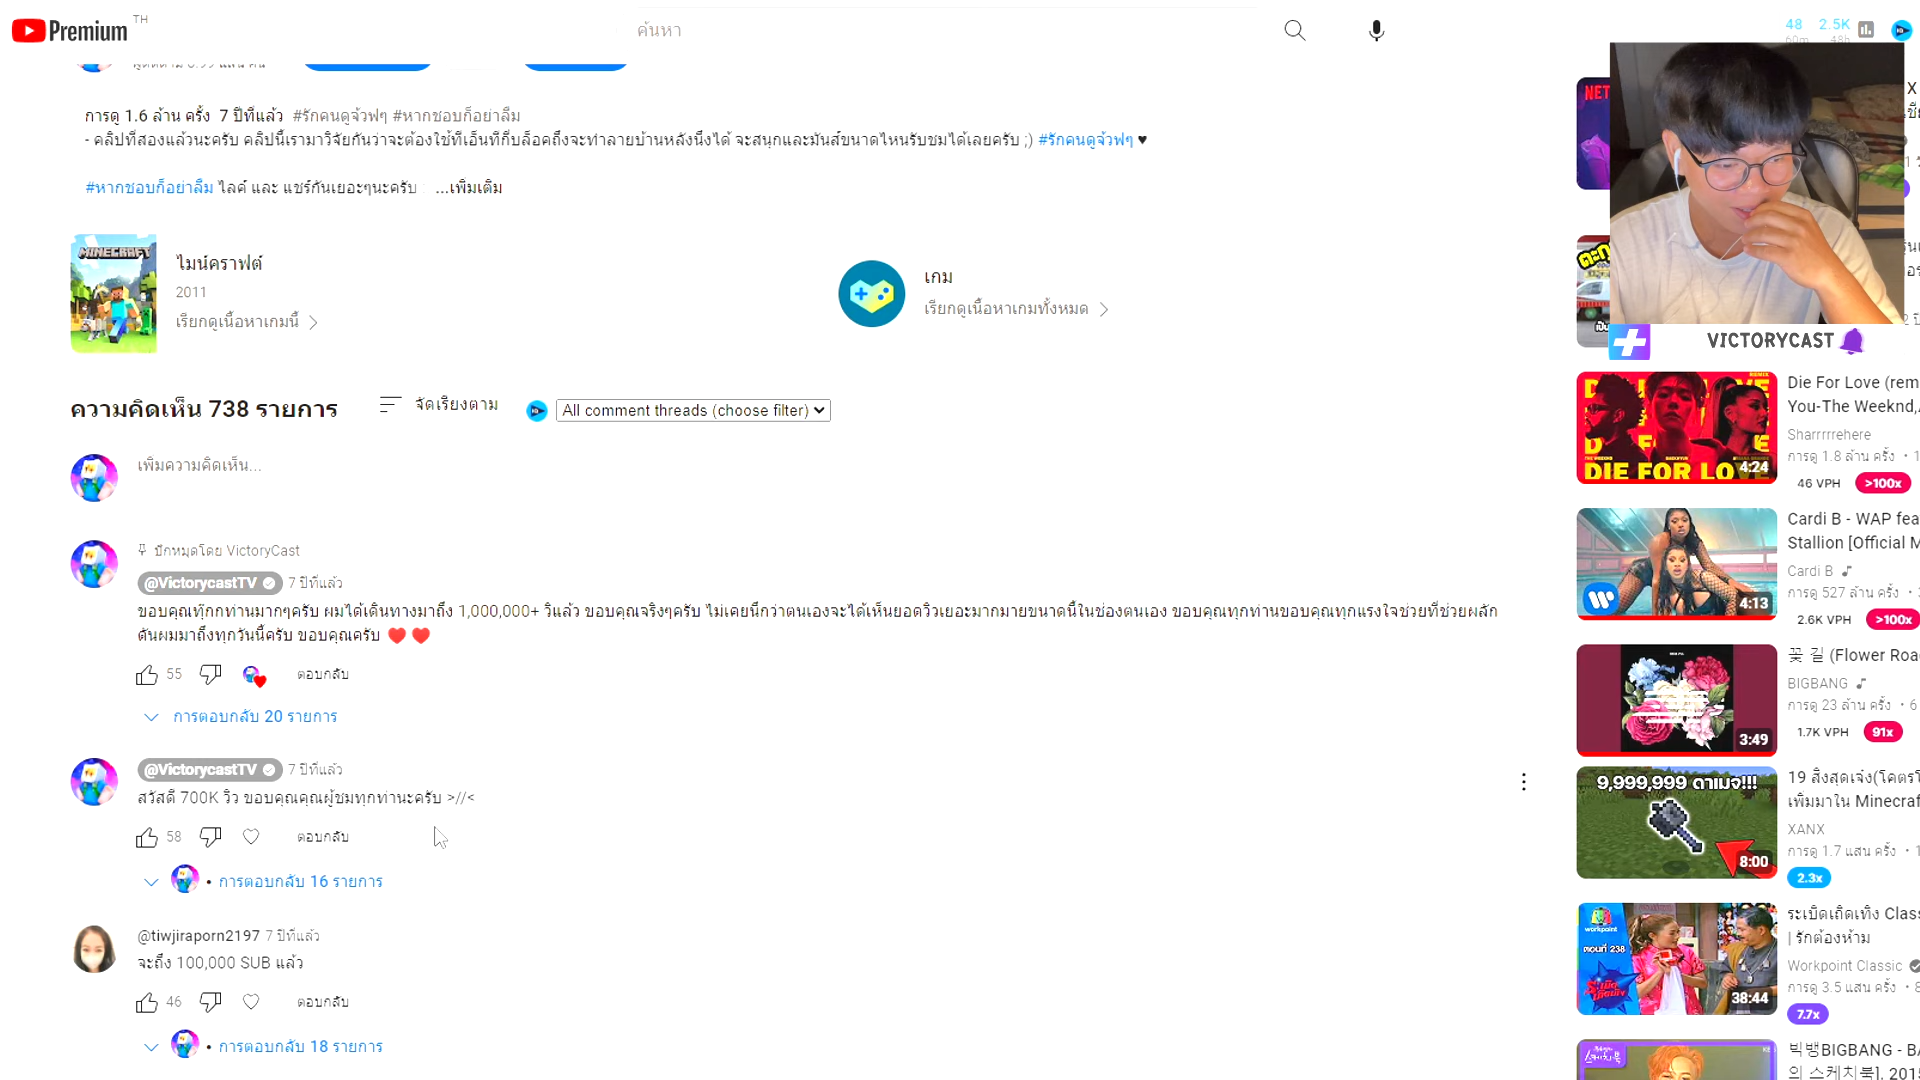 Premium TH
ค้นหา
48 2.5K
60m 48h
การดู 1.6 ล้าน ครั้ง 7 ปีที่แล้ว #รักคนดูจ้วฟๆ #หากชอบก็อย่าลืม
- คลิปที่สองแล้วนะครับ คลิปนี้เรามาวิจัยกันว่าจะต้องใช้ทีเอ็นทีกี่บล็อคถึงจะทำลายบ้านหลังนึงได้ จะสนุกและมันส์ขนาดไหนรับชมได้เลยครับ ;) #รักคนดูจ้วฟๆ ♥
#หากชอบก็อย่าลืม ไลค์ และ แชร์กันเยอะๆนะครับ ...เพิ่มเติม
MINECRAFT
ไมน์คราฟต์
2011
เรียกดูเนื้อหาเกมนี้
เกม
เรียกดูเนื้อหาเกมทั้งหมด
VICTORYCAST
ความคิดเห็น 738 รายการ
จัดเรียงตาม
All comment threads (choose filter)
เพิ่มความคิดเห็น...
ปักหมุดโดย VictoryCast
@VictorycastTV 7 ปีที่แล้ว
ขอบคุณทุ๊กกท่านมากๆครับ ผมได้เดินทางมาถึง 1,000,000+ วิแล้ว ขอบคุณจริงๆครับ ไม่เคยนึกว่าตนเองจะได้เห็นยอดวิวเยอะมากมายขนาดนี้ในช่องตนเอง ขอบคุณทุกท่านขอบคุณทุกแรงใจช่วยที่ช่วยผลัก
ดันผมมาถึงทุกวันนี้ครับ ขอบคุณครับ ❤️ ❤️
55 ตอบกลับ
การตอบกลับ 20 รายการ
@VictorycastTV 7 ปีที่แล้ว
สวัสดี 700K วิว ขอบคุณคุณผู้ชมทุกท่านะครับ >//<
58 ตอบกลับ
• การตอบกลับ 16 รายการ
@tiwjiraporn2197 7 ปีที่แล้ว
จะถึง 100,000 SUB แล้ว
46 ตอบกลับ
• การตอบกลับ 18 รายการ
NET
DIE FOR LOVE
4:24
Die For Love (rem
You-The Weeknd,
Sharrrrrehere
การดู 1.8 ล้าน ครั้ง
46 VPH >100x
4:13
Cardi B - WAP fea
Stallion [Official M
Cardi B
การดู 527 ล้าน ครั้ง
2.6K VPH >100x
3:49
꽃 길 (Flower Roa
BIGBANG
การดู 23 ล้าน ครั้ง • 6
1.7K VPH 91x
9,999,999 ดาเมจ!!!
8:00
19 สิ่งสุดเจ๋ง(โคตร
เพิ่มมาใน Minecraf
XANX
การดู 1.7 แสน ครั้ง
2.3x
workpoint
ตอนที่ 238
38:44
ระเบิดเถิดเทิง Clas
| รักต้องห้าม
Workpoint Classic
การดู 3.5 แสน ครั้ง
7.7x
빅뱅BIGBANG - B
의 스케치북]. 201